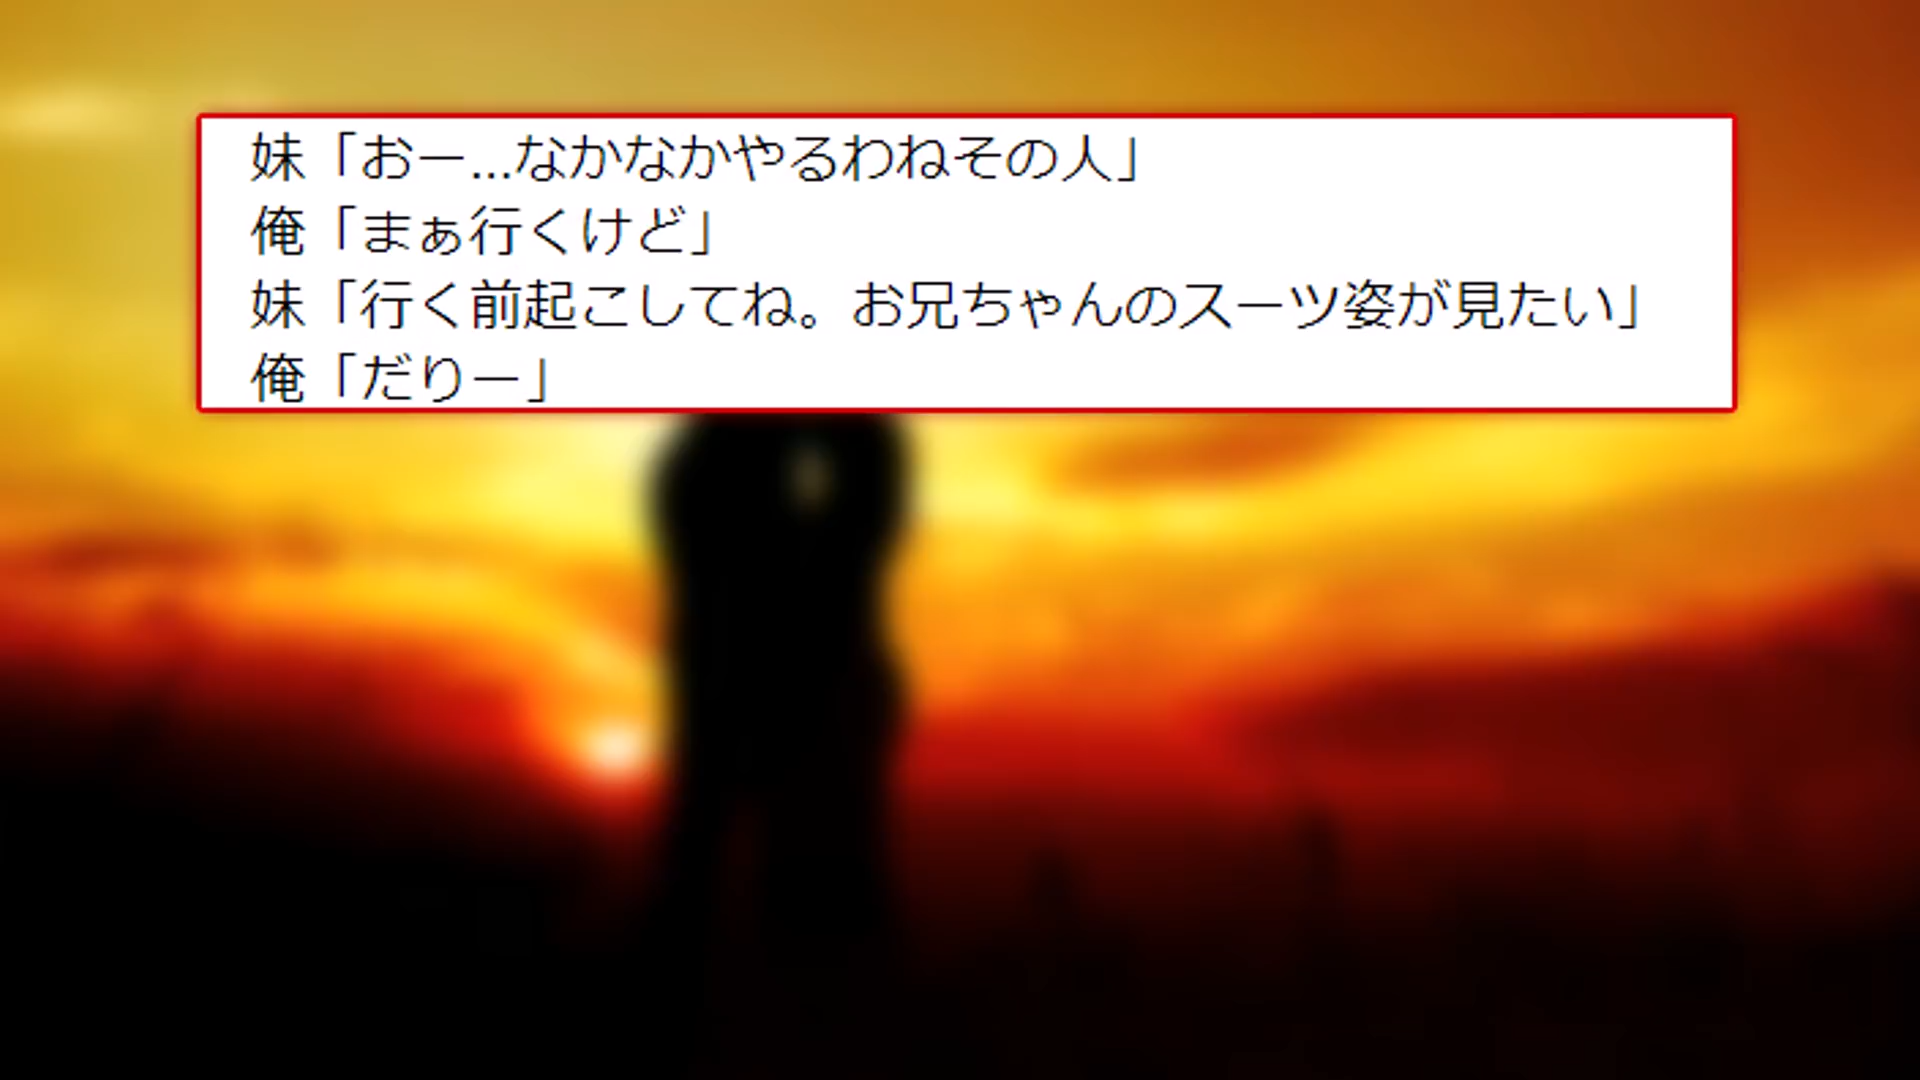 妹「おー...なかなかやるわねその人」
俺「まぁ行くけど」
妹「行く前起こしてね。お兄ちゃんのスーツ姿が見たい」
俺「だりー」